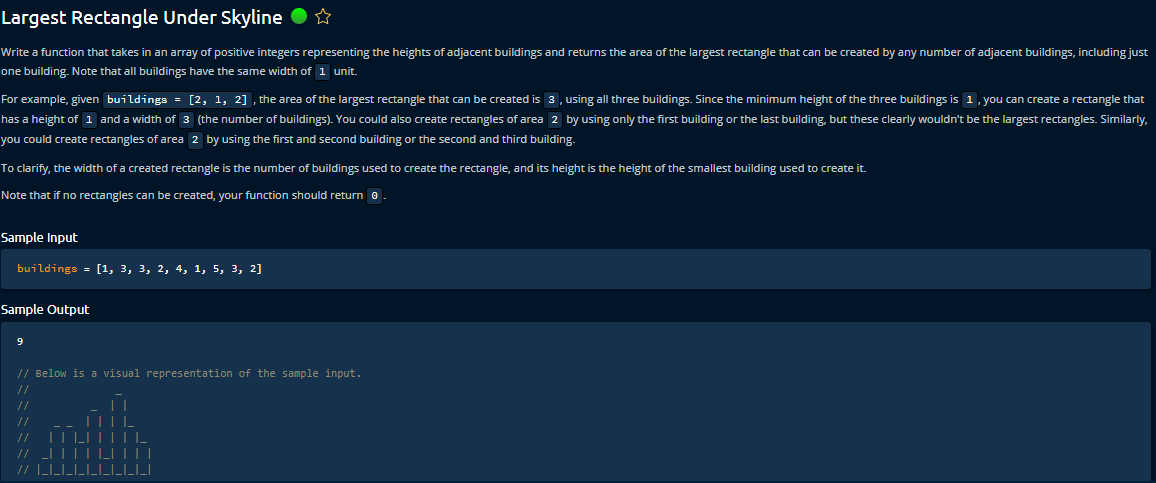 Largest Rectangle Under Skyline
Write a function that takes in an array of positive integers representing the heights of adjacent buildings and returns the area of the largest rectangle that can be created by any number of adjacent buildings, including just
one building. Note that all buildings have the same width of 1 unit.
For example, given buildings = [2, 1, 2] , the area of the largest rectangle that can be created is 3 , using all three buildings. Since the minimum height of the three buildings is 1 , you can create a rectangle that
has a height of 1 and a width of 3 (the number of buildings). You could also create rectangles of area 2 by using only the first building or the last building, but these clearly wouldn't be the largest rectangles. Similarly,
you could create rectangles of area 2 by using the first and second building or the second and third building.
To clarify, the width of a created rectangle is the number of buildings used to create the rectangle, and its height is the height of the smallest building used to create it.
Note that if no rectangles can be created, your function should return 0 .
Sample Input
buildings = [1, 3, 3, 2, 4, 1, 5, 3, 2]
Sample Output
9
// Below is a visual representation of the sample input.
//              _
//          _  | |
//    _ _  | | | |_
//   | | |_| | | | |_
//  _| | | | |_| | | |
// |_|_|_|_|_|_|_|_|_|